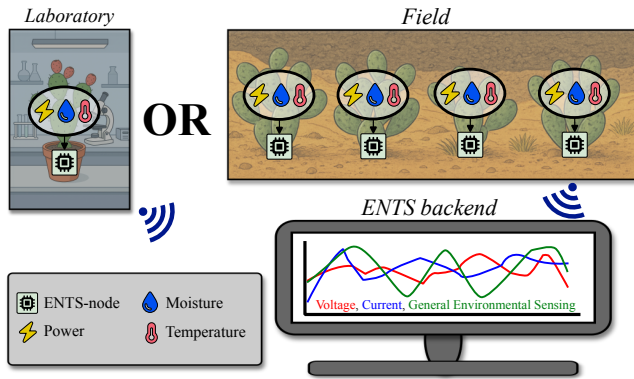 Laboratory
Field
OR
ENTS backend
Voltage, Current, General Environmental Sensing
ENTS-node
Moisture
Power
Temperature